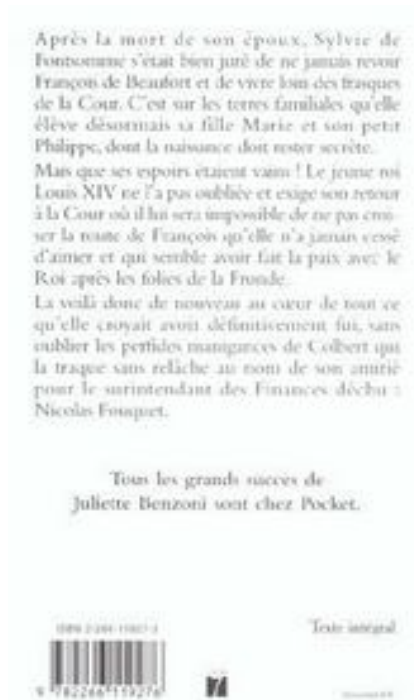 Après la mort de son époux, Sylvie de
Fontsomme s'était bien juré de ne jamais revoir
François de Beaufort et de vivre loin des frasques
de la Cour. C'est sur les terres familiales qu'elle
élève désormais sa fille Marie et son petit
Philippe, dont la naissance doit rester secrète.
Mais que ses espoirs étaient vains ! Le jeune roi
Louis XIV ne l'a pas oubliée et exige son retour
à la Cour où il lui sera impossible de ne pas croi-
ser la route de François qu'elle n'a jamais cessé
d'aimer et qui semble avoir fait la paix avec le
Roi après les folies de la Fronde.
La voilà donc de nouveau au cœur de tout ce
qu'elle croyait avoir définitivement fui, sans
oublier les perfides manigances de Colbert qui
la traque sans relâche au nom de son amitié
pour le surintendant des Finances déchu :
Nicolas Fouquet.
Tous les grands succès de
Juliette Benzoni sont chez Pocket.
Texte intégral
9 782266 119276